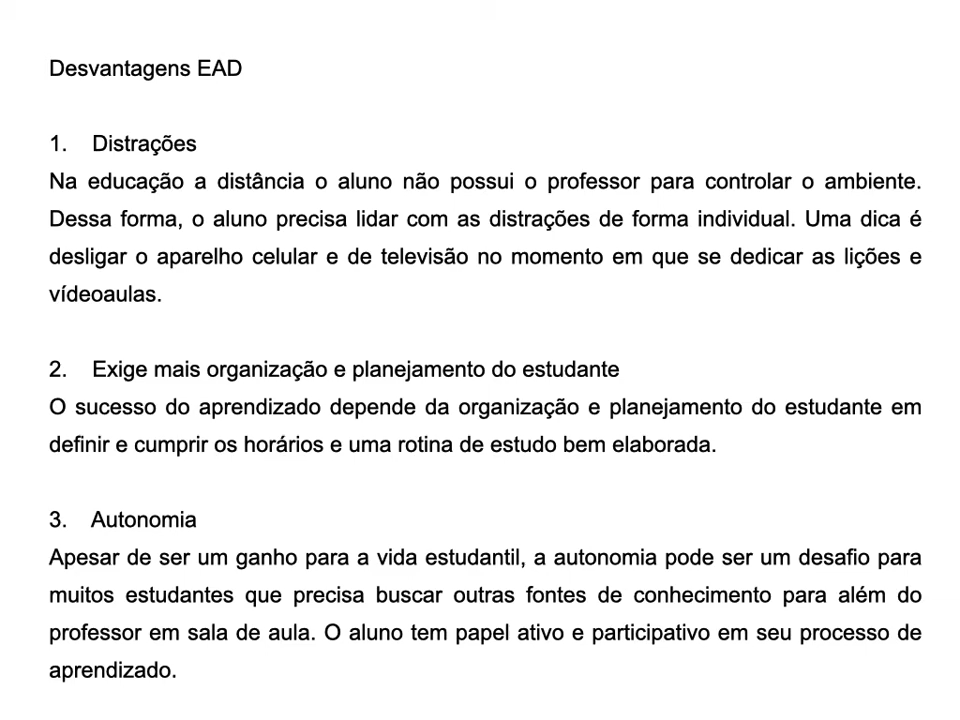 Desvantagens EAD
1. Distrações
Na educação a distância o aluno não possui o professor para controlar o ambiente.
Dessa forma, o aluno precisa lidar com as distrações de forma individual. Uma dica é
desligar o aparelho celular e de televisão no momento em que se dedicar as lições e
vídeoaulas.
2. Exige mais organização e planejamento do estudante
O sucesso do aprendizado depende da organização e planejamento do estudante em
definir e cumprir os horários e uma rotina de estudo bem elaborada.
3. Autonomia
Apesar de ser um ganho para a vida estudantil, a autonomia pode ser um desafio para
muitos estudantes que precisa buscar outras fontes de conhecimento para além do
professor em sala de aula. O aluno tem papel ativo e participativo em seu processo de
aprendizado.